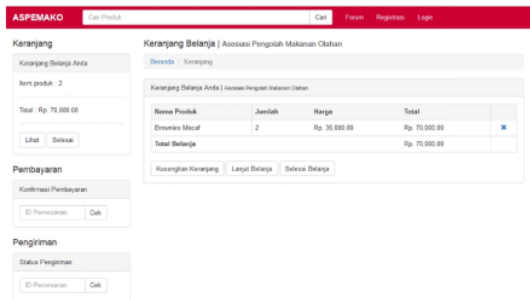 ASPEMAKO Cari Produk Cari Forum Registrasi Login
Keranjang
Keranjang Belanja Anda
Item produk : 2
Total : Rp. 70,000.00
Lihat Selesai
Pembayaran
Konfirmasi Pembayaran
ID Pemesanan Cek
Pengiriman
Status Pengiriman
ID Pemesanan Cek
Keranjang Belanja | Asosiasi Pengolah Makanan Olahan
Beranda / Keranjang
Keranjang Belanja Anda | Asosiasi Pengolah Makanan Olahan
Nama Produk Jumlah Harga Total
Brownies Macaf 2 Rp. 35.000.00 Rp. 70,000.00
Total Belanja Rp. 70,000.00
Kosongkan Keranjang Lanjut Belanja Selesai Belanja